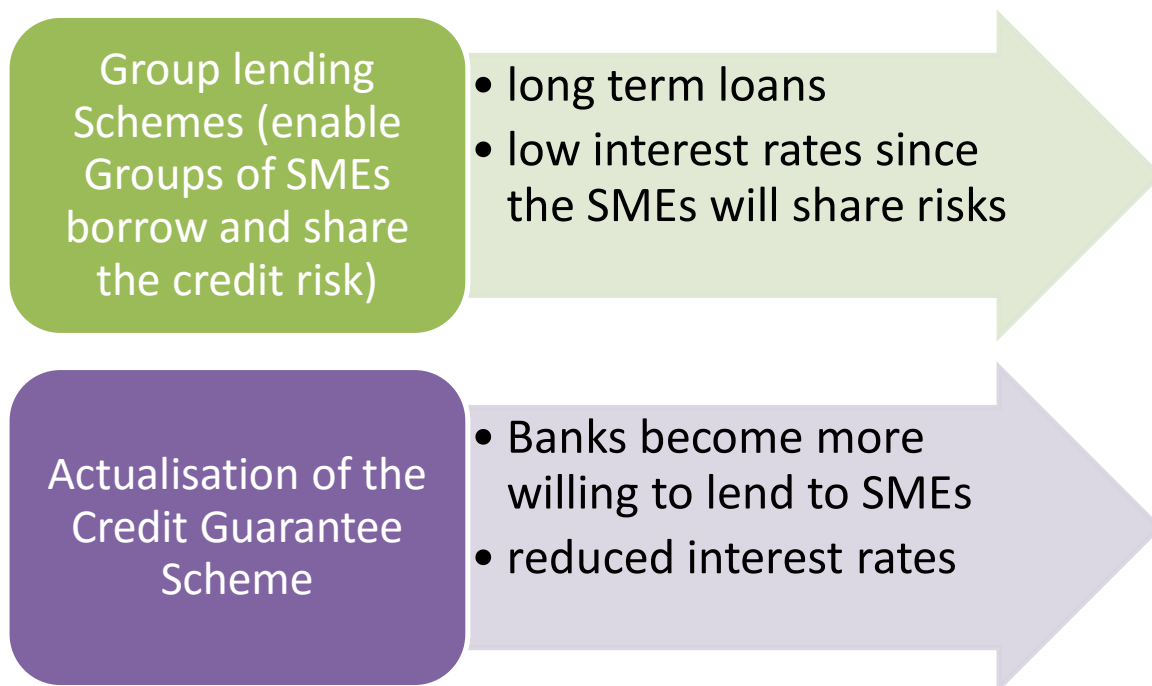 Group lending
Schemes (enable
Groups of SMEs
borrow and share
the credit risk)
• long term loans
• low interest rates since
the SMEs will share risks
Actualisation of the
Credit Guarantee
Scheme
• Banks become more
willing to lend to SMEs
• reduced interest rates